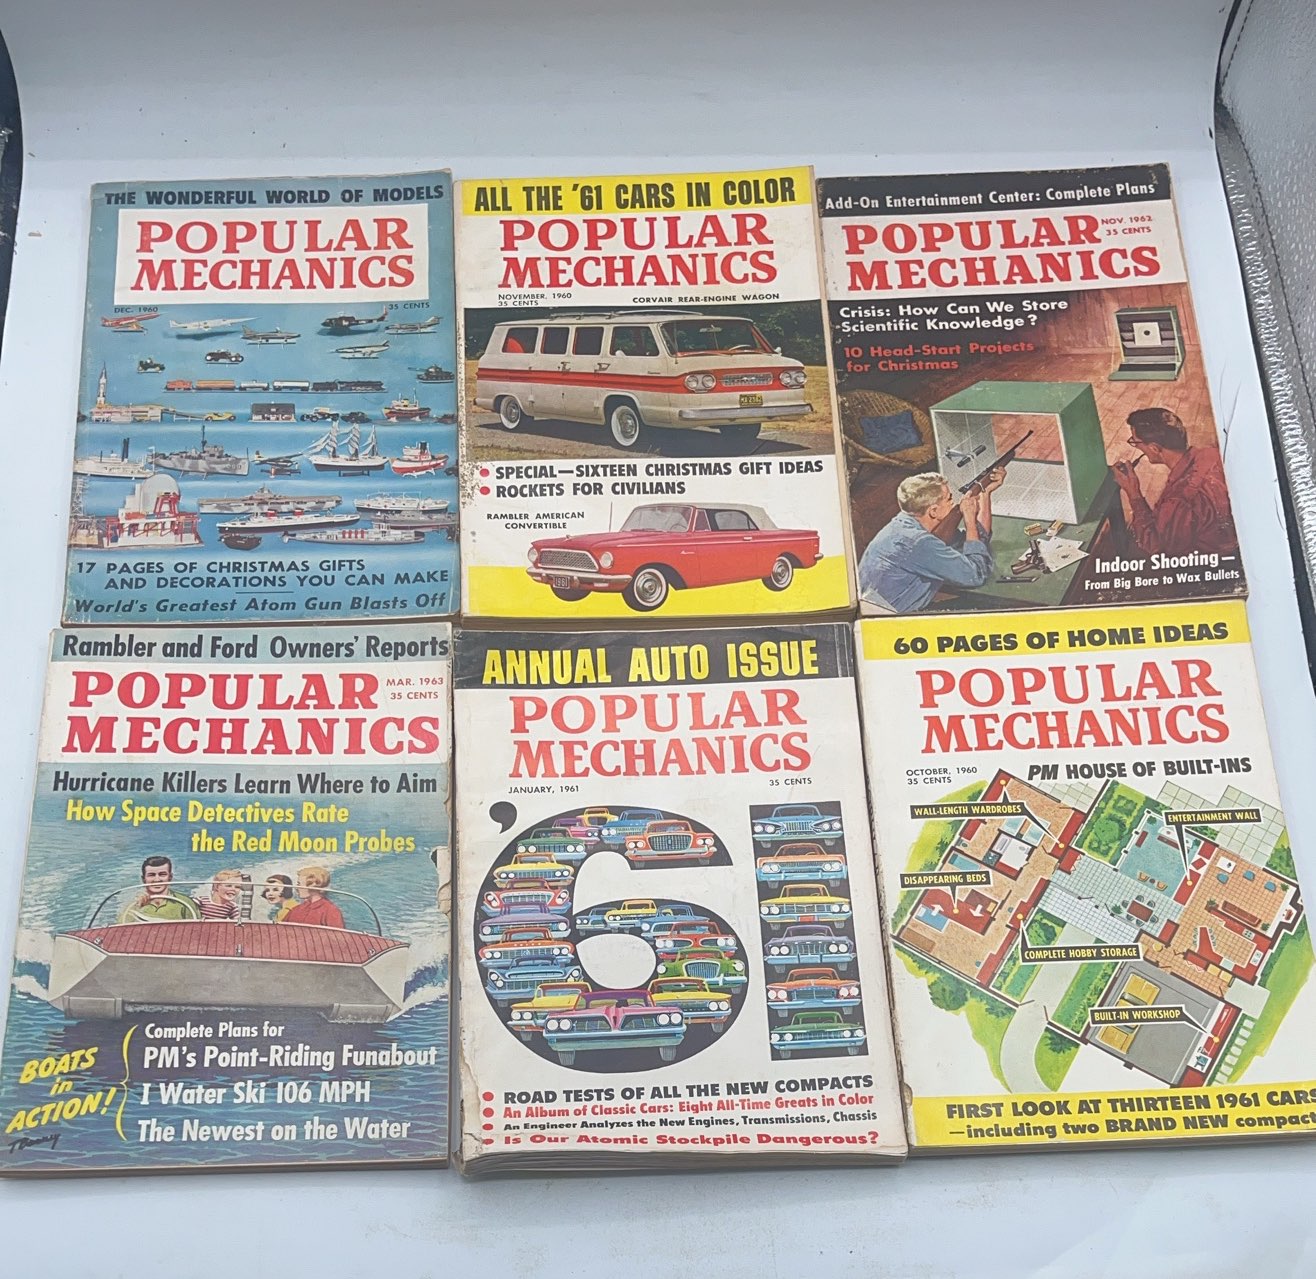 THE WONDERFUL WORLD OF MODELS
POPULAR
MECHANICS
DEC. 1960
35 CENTS
17 PAGES OF CHRISTMAS GIFTS
AND DECORATIONS YOU CAN MAKE
World's Greatest Atom Gun Blasts Off
ALL THE '61 CARS IN COLOR
POPULAR
MECHANICS
NOVEMBER, 1960
35 CENTS
CORVAIR REAR-ENGINE WAGON
• SPECIAL—SIXTEEN CHRISTMAS GIFT IDEAS
• ROCKETS FOR CIVILIANS
RAMBLER AMERICAN
CONVERTIBLE
1961
Add-On Entertainment Center: Complete Plans
POPULAR
MECHANICS
NOV. 1962
35 CENTS
Crisis: How Can We Store
Scientific Knowledge?
10 Head-Start Projects
for Christmas
Indoor Shooting—
From Big Bore to Wax Bullets
Rambler and Ford Owners' Reports
POPULAR
MECHANICS
MAR. 1963
35 CENTS
Hurricane Killers Learn Where to Aim
How Space Detectives Rate
the Red Moon Probes
BOATS
in
ACTION!
Complete Plans for
PM's Point-Riding Funabout
I Water Ski 106 MPH
The Newest on the Water
ANNUAL AUTO ISSUE
POPULAR
MECHANICS
35 CENTS
JANUARY, 1961
'61
• ROAD TESTS OF ALL THE NEW COMPACTS
• An Album of Classic Cars: Eight All-Time Greats in Color
• An Engineer Analyzes the New Engines, Transmissions, Chassis
• Is Our Atomic Stockpile Dangerous?
60 PAGES OF HOME IDEAS
POPULAR
MECHANICS
OCTOBER, 1960
35 CENTS
PM HOUSE OF BUILT-INS
WALL-LENGTH WARDROBES
ENTERTAINMENT WALL
DISAPPEARING BEDS
COMPLETE HOBBY STORAGE
BUILT-IN WORKSHOP
FIRST LOOK AT THIRTEEN 1961 CARS
—including two BRAND NEW compact